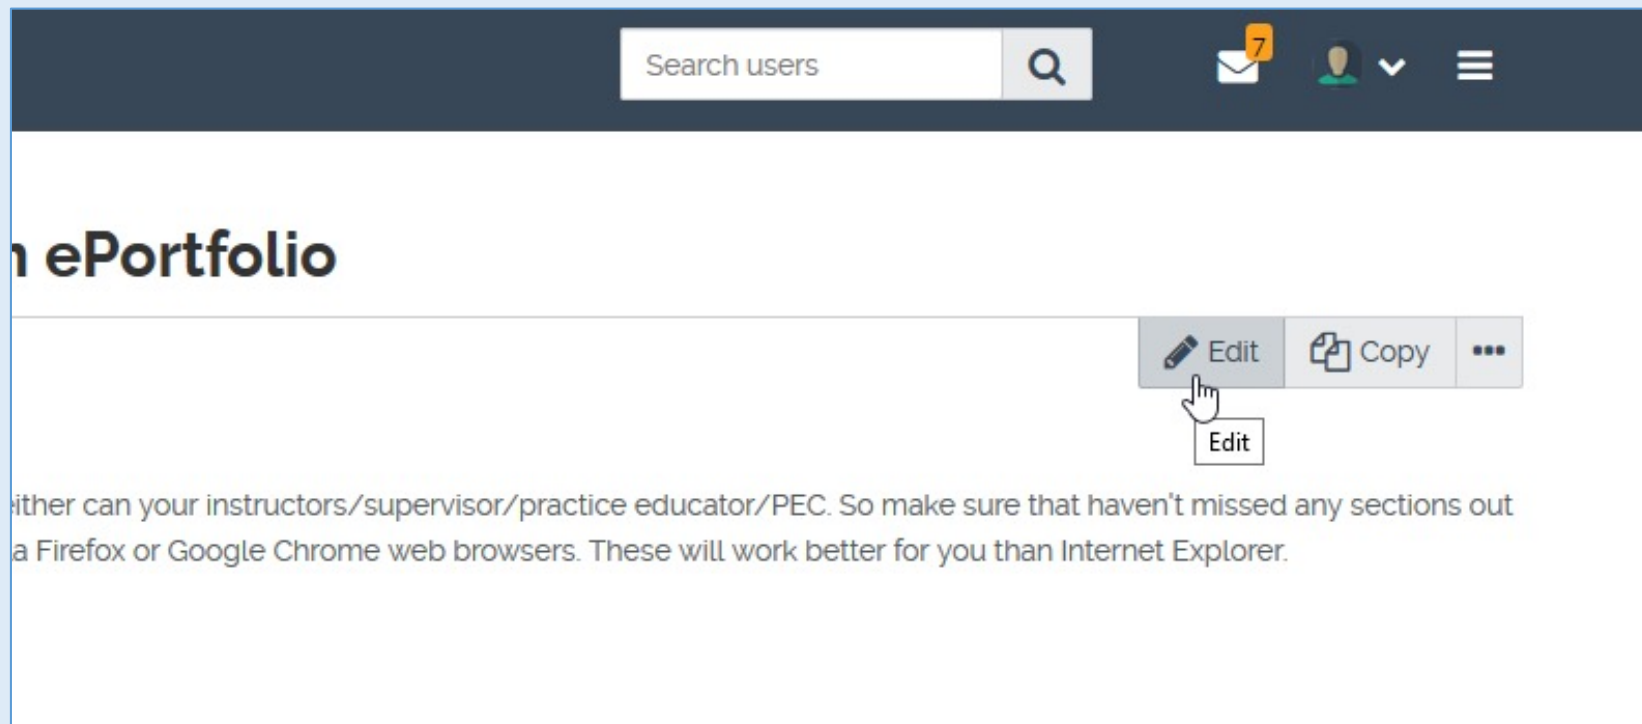 Search users
7
ePortfolio
Edit Copy
Edit
either can your instructors/supervisor/practice educator/PEC. So make sure that haven't missed any sections out
a Firefox or Google Chrome web browsers. These will work better for you than Internet Explorer.